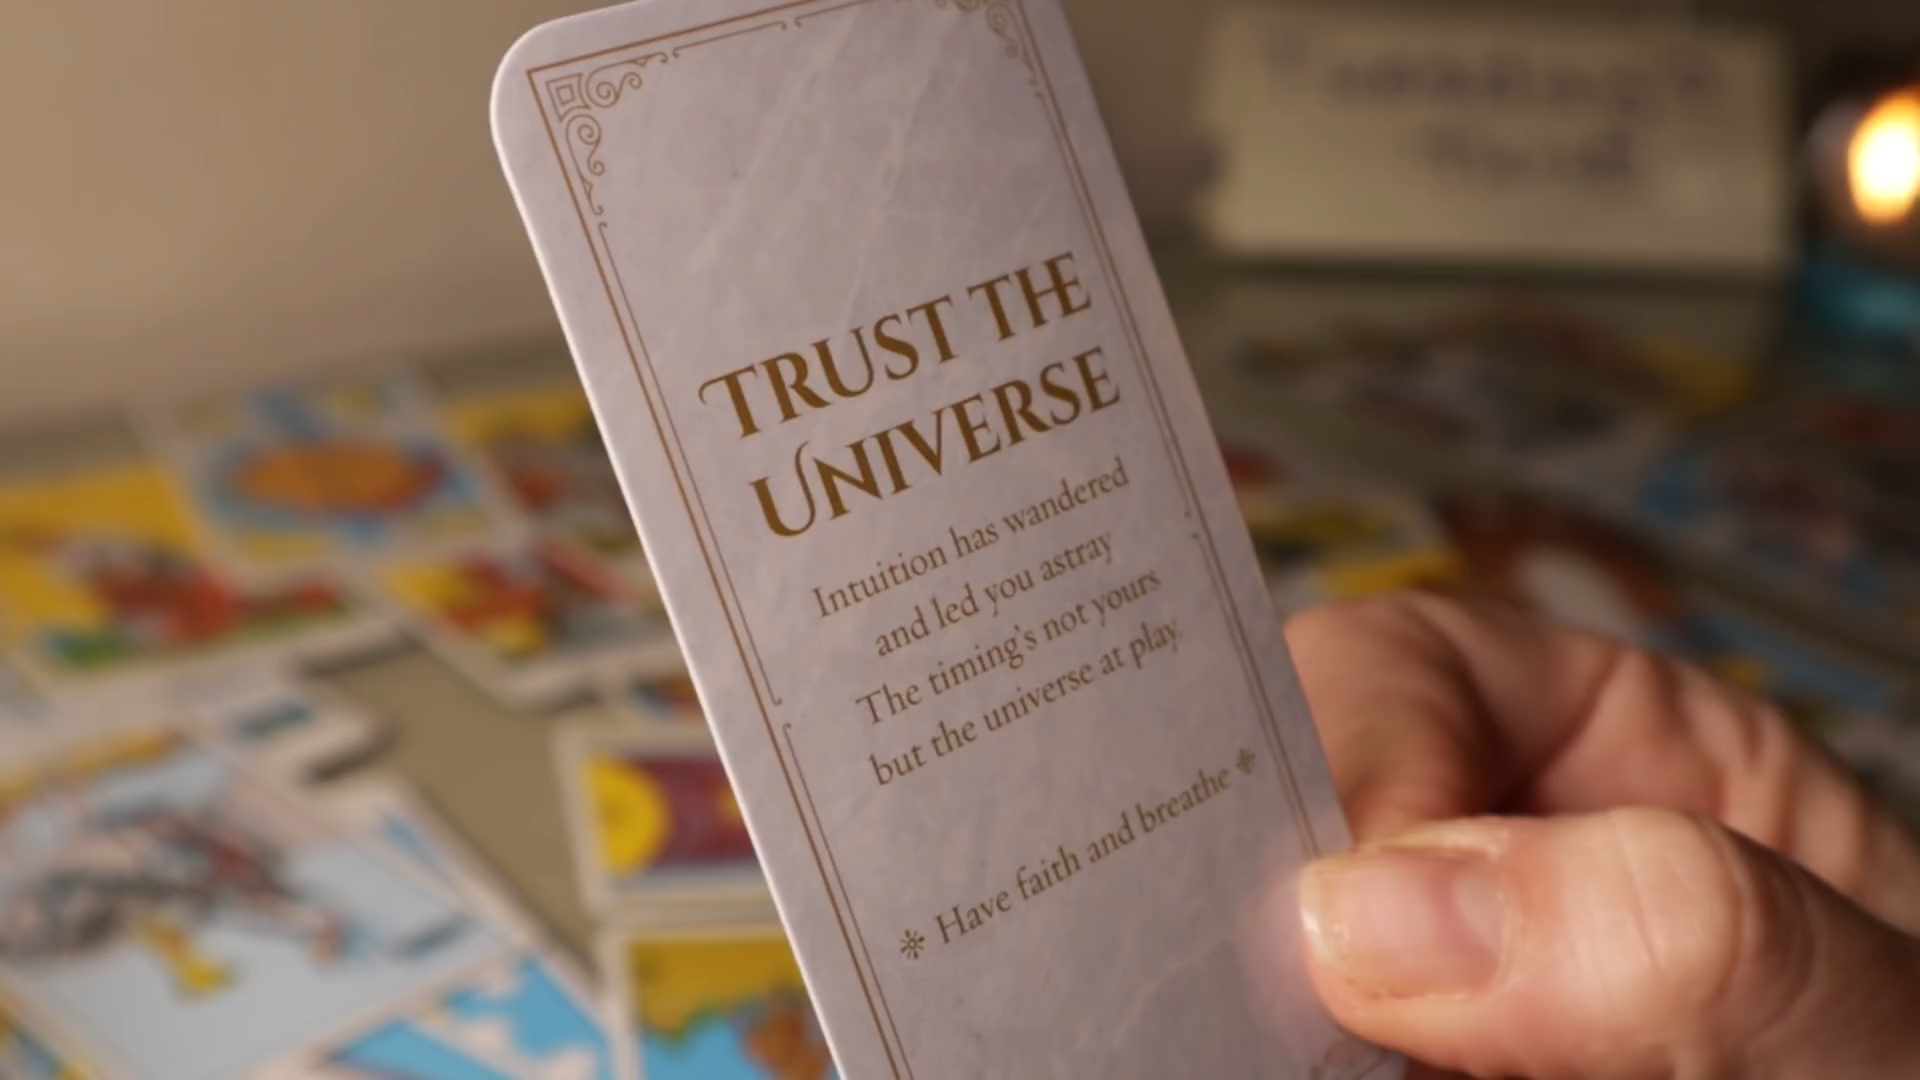 TRUST THE
UNIVERSE
Intuition has wandered
and led you astray
The timing's not yours
but the universe at play.
Have faith and breathe